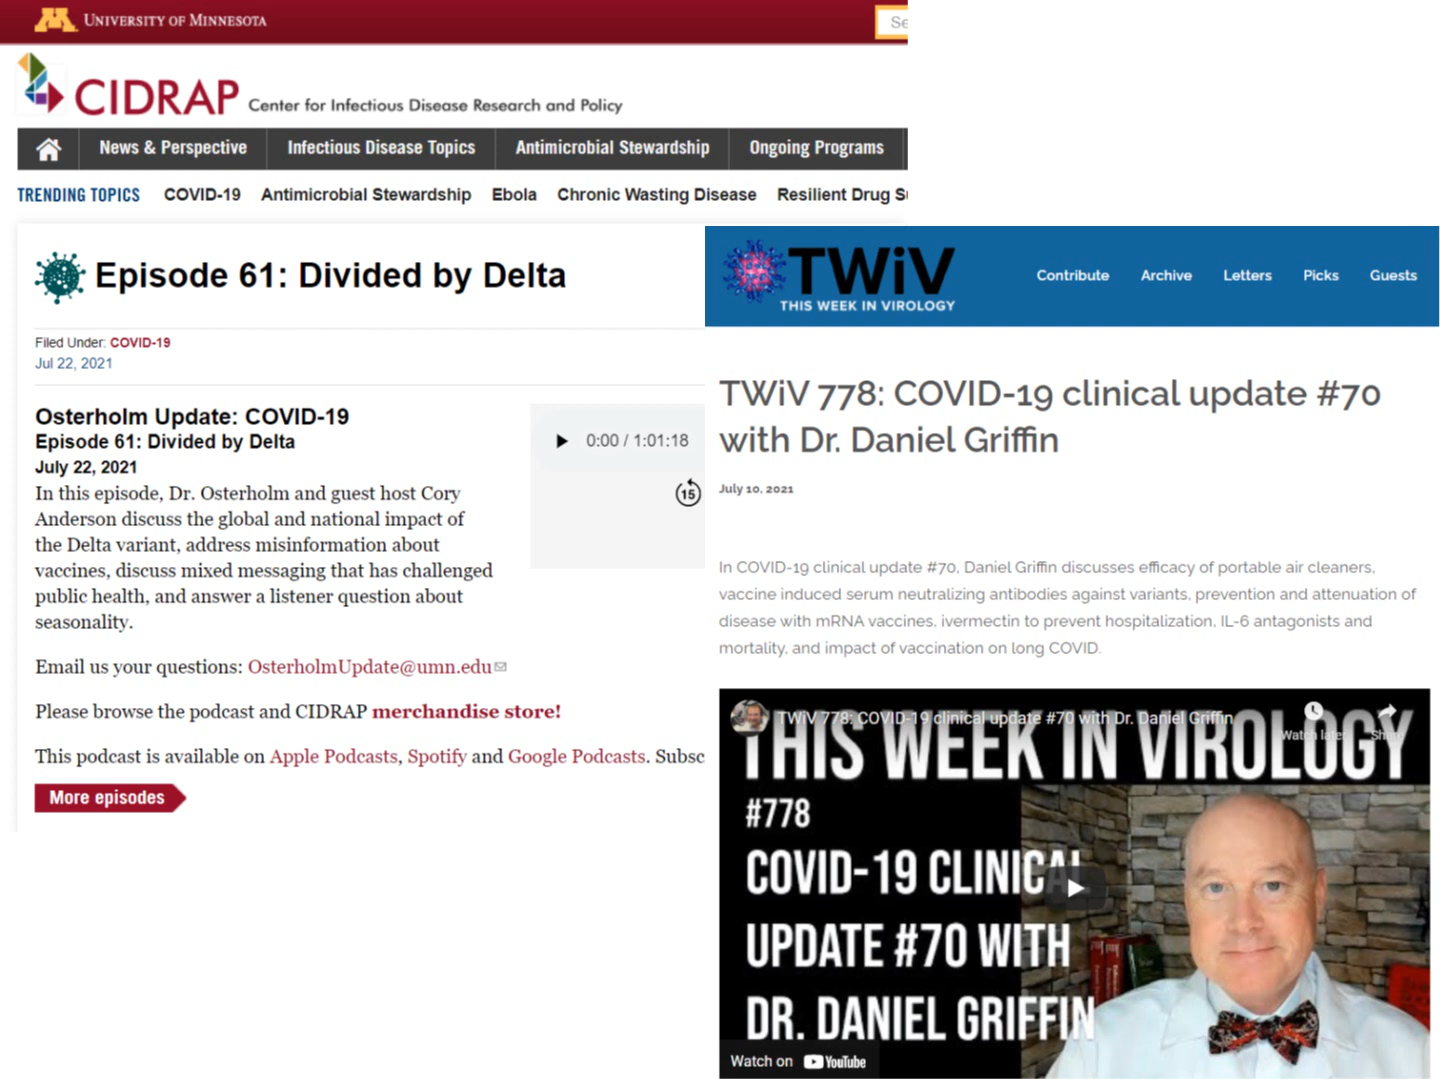 UNIVERSITY OF MINNESOTA
Se
CIDRAP Center for Infectious Disease Research and Policy
News & Perspective
Infectious Disease Topics
Antimicrobial Stewardship
Ongoing Programs
TRENDING TOPICS
COVID-19
Antimicrobial Stewardship
Ebola
Chronic Wasting Disease
Resilient Drug S
Episode 61: Divided by Delta
Filed Under: COVID-19
Jul 22, 2021
Osterholm Update: COVID-19
Episode 61: Divided by Delta
July 22, 2021
In this episode, Dr. Osterholm and guest host Cory
Anderson discuss the global and national impact of
the Delta variant, address misinformation about
vaccines, discuss mixed messaging that has challenged
public health, and answer a listener question about
seasonality.
0:00 / 1:01:18
15
Email us your questions: OsterholmUpdate@umn.edu
Please browse the podcast and CIDRAP merchandise store!
This podcast is available on Apple Podcasts, Spotify and Google Podcasts. Subsc
More episodes
TWiV
THIS WEEK IN VIROLOGY
Contribute
Archive
Letters
Picks
Guests
TWiV 778: COVID-19 clinical update #70
with Dr. Daniel Griffin
July 10, 2021
In COVID-19 clinical update #70, Daniel Griffin discusses efficacy of portable air cleaners,
vaccine induced serum neutralizing antibodies against variants, prevention and attenuation of
disease with mRNA vaccines, ivermectin to prevent hospitalization, IL-6 antagonists and
mortality, and impact of vaccination on long COVID.
TWiV 778: COVID-19 clinical update #70 with Dr. Daniel Griffin
Watch later
Share
THIS WEEK IN VIROLOGY
#778
COVID-19 CLINICAL
UPDATE #70 WITH
DR. DANIEL GRIFFIN
Watch on YouTube